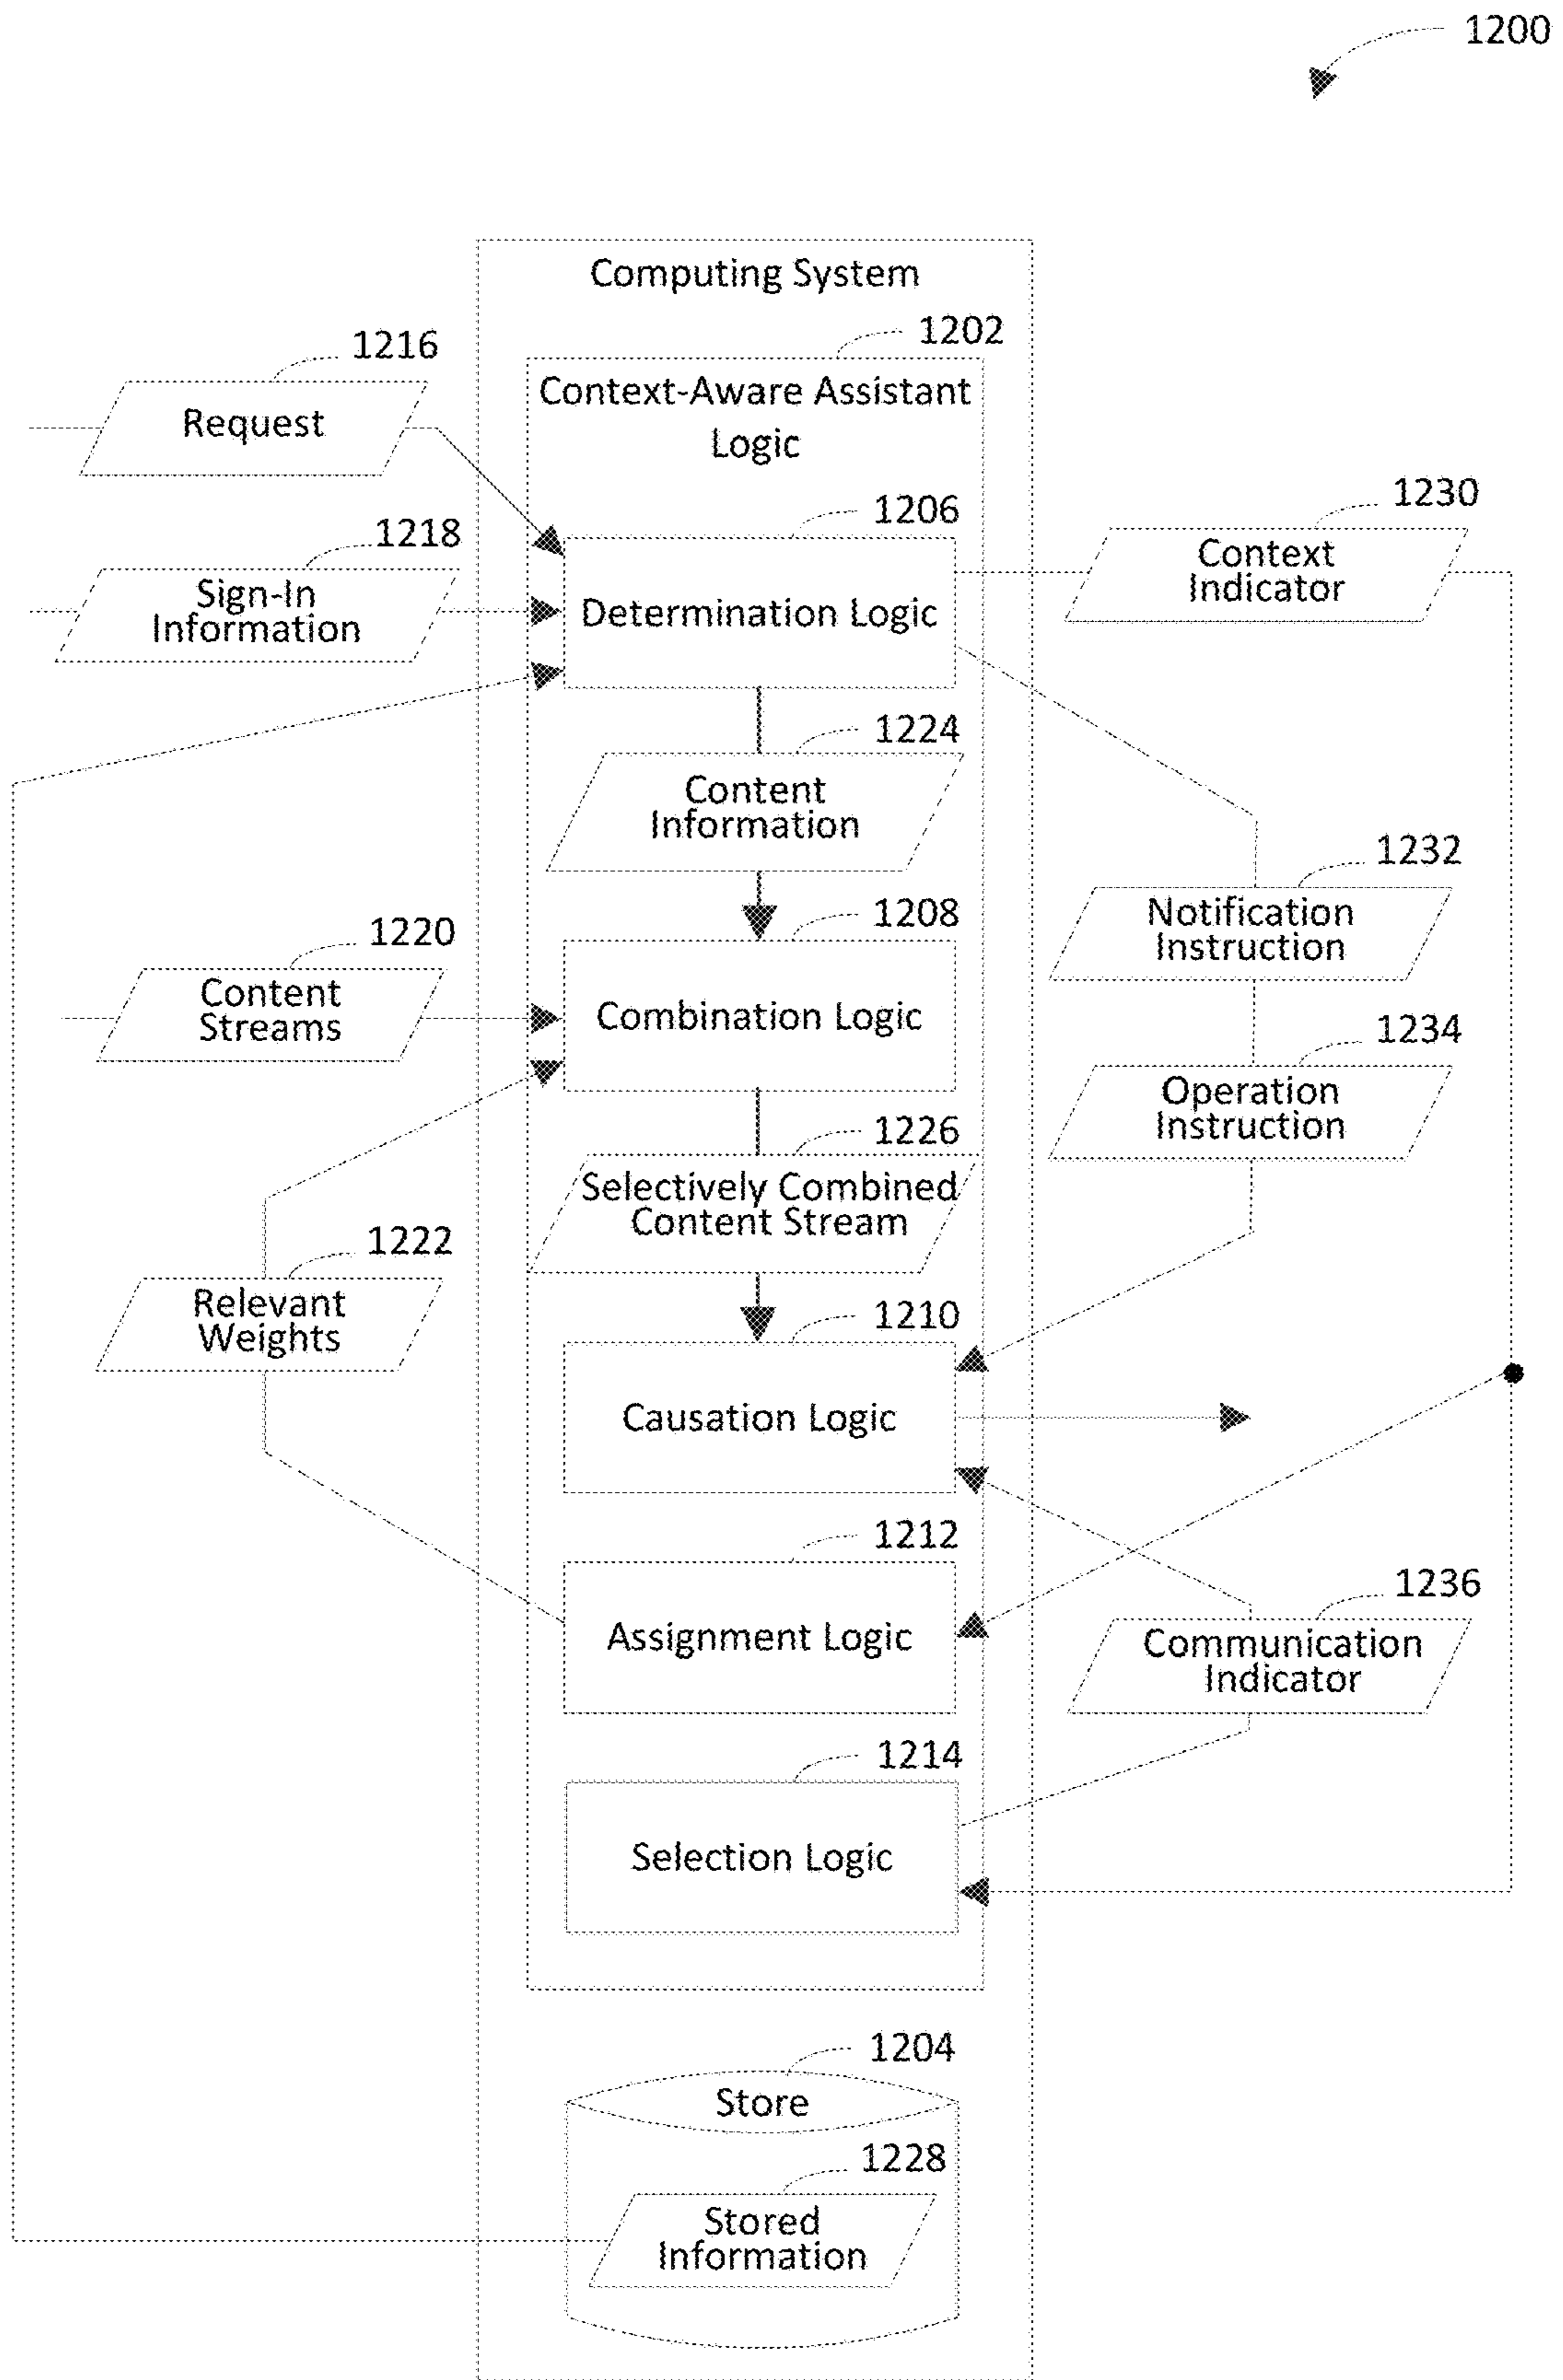 1200
Computing System
1202
Context-Aware Assistant
Logic
1216
Request
1206
1230
Context
Indicator
1218
Sign-In
Information
Determination Logic
1224
Content
Information
1232
Notification
Instruction
1220
Content
Streams
1208
Combination Logic
1234
Operation
Instruction
1226
Selectively Combined
Content Stream
1222
Relevant
Weights
1210
Causation Logic
1212
Assignment Logic
1236
Communication
Indicator
1214
Selection Logic
1204
Store
1228
Stored
Information